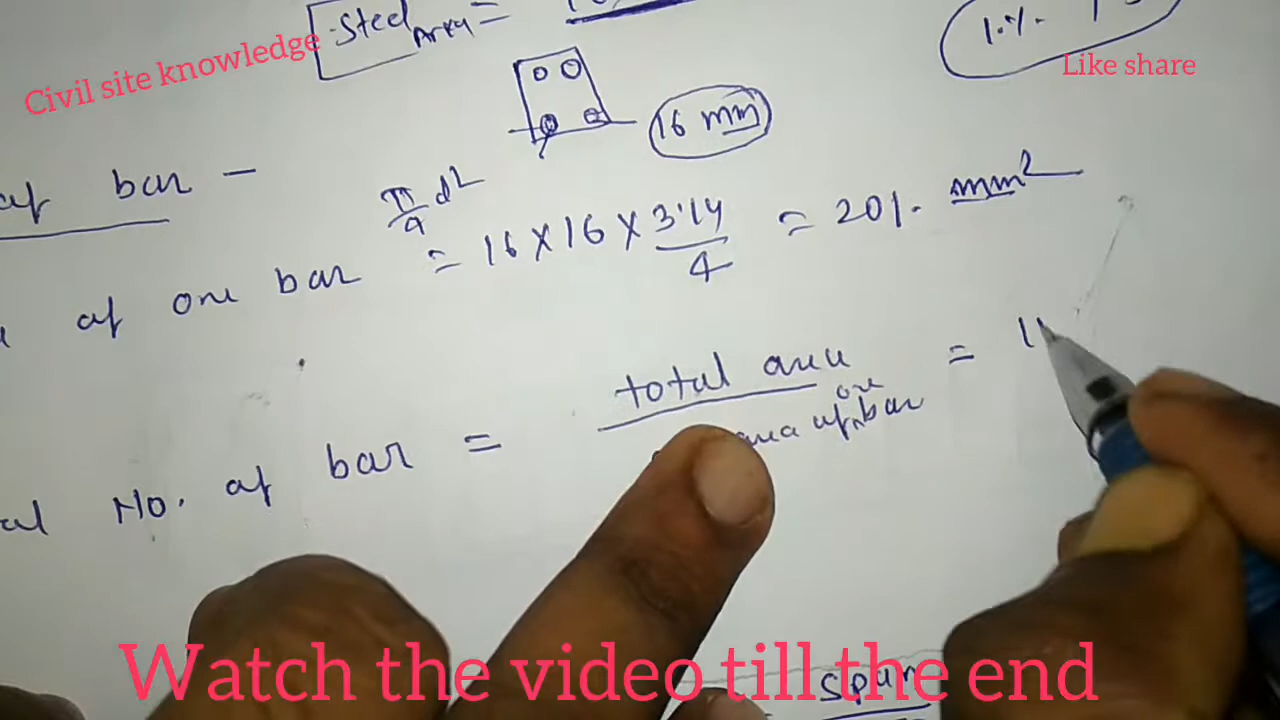 Steel Area =
1.%.
Civil site knowledge
Like share
16 mm
of bar -
π/4 d²
of one bar = 16 X 16 X 3.14/4 = 201. mm²
total area
No. of bar = =
area of one bar
span
Watch the video till the end